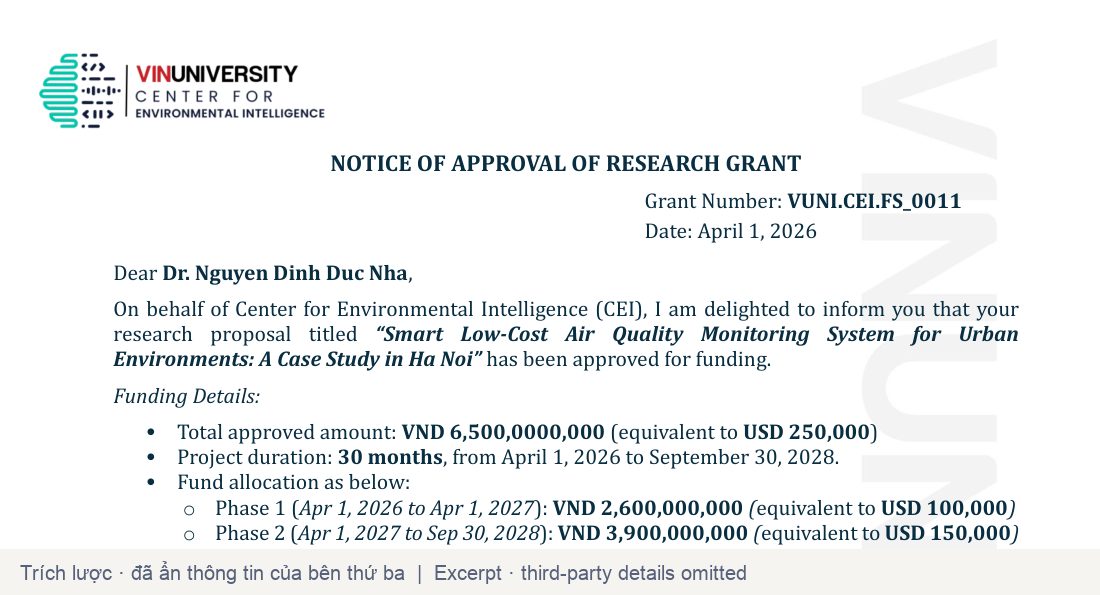 VINUNIVERSITY
CENTER FOR
ENVIRONMENTAL INTELLIGENCE
NOTICE OF APPROVAL OF RESEARCH GRANT
Grant Number: VUNI.CEI.FS_0011
Date: April 1, 2026
Dear Dr. Nguyen Dinh Duc Nha,
On behalf of Center for Environmental Intelligence (CEI), I am delighted to inform you that your
research proposal titled “Smart Low-Cost Air Quality Monitoring System for Urban
Environments: A Case Study in Ha Noi” has been approved for funding.
Funding Details:
• Total approved amount: VND 6,500,0000,000 (equivalent to USD 250,000)
• Project duration: 30 months, from April 1, 2026 to September 30, 2028.
• Fund allocation as below:
o Phase 1 (Apr 1, 2026 to Apr 1, 2027): VND 2,600,000,000 (equivalent to USD 100,000)
o Phase 2 (Apr 1, 2027 to Sep 30, 2028): VND 3,900,000,000 (equivalent to USD 150,000)
VINUN
Trích lược · đã ẩn thông tin của bên thứ ba | Excerpt · third-party details omitted